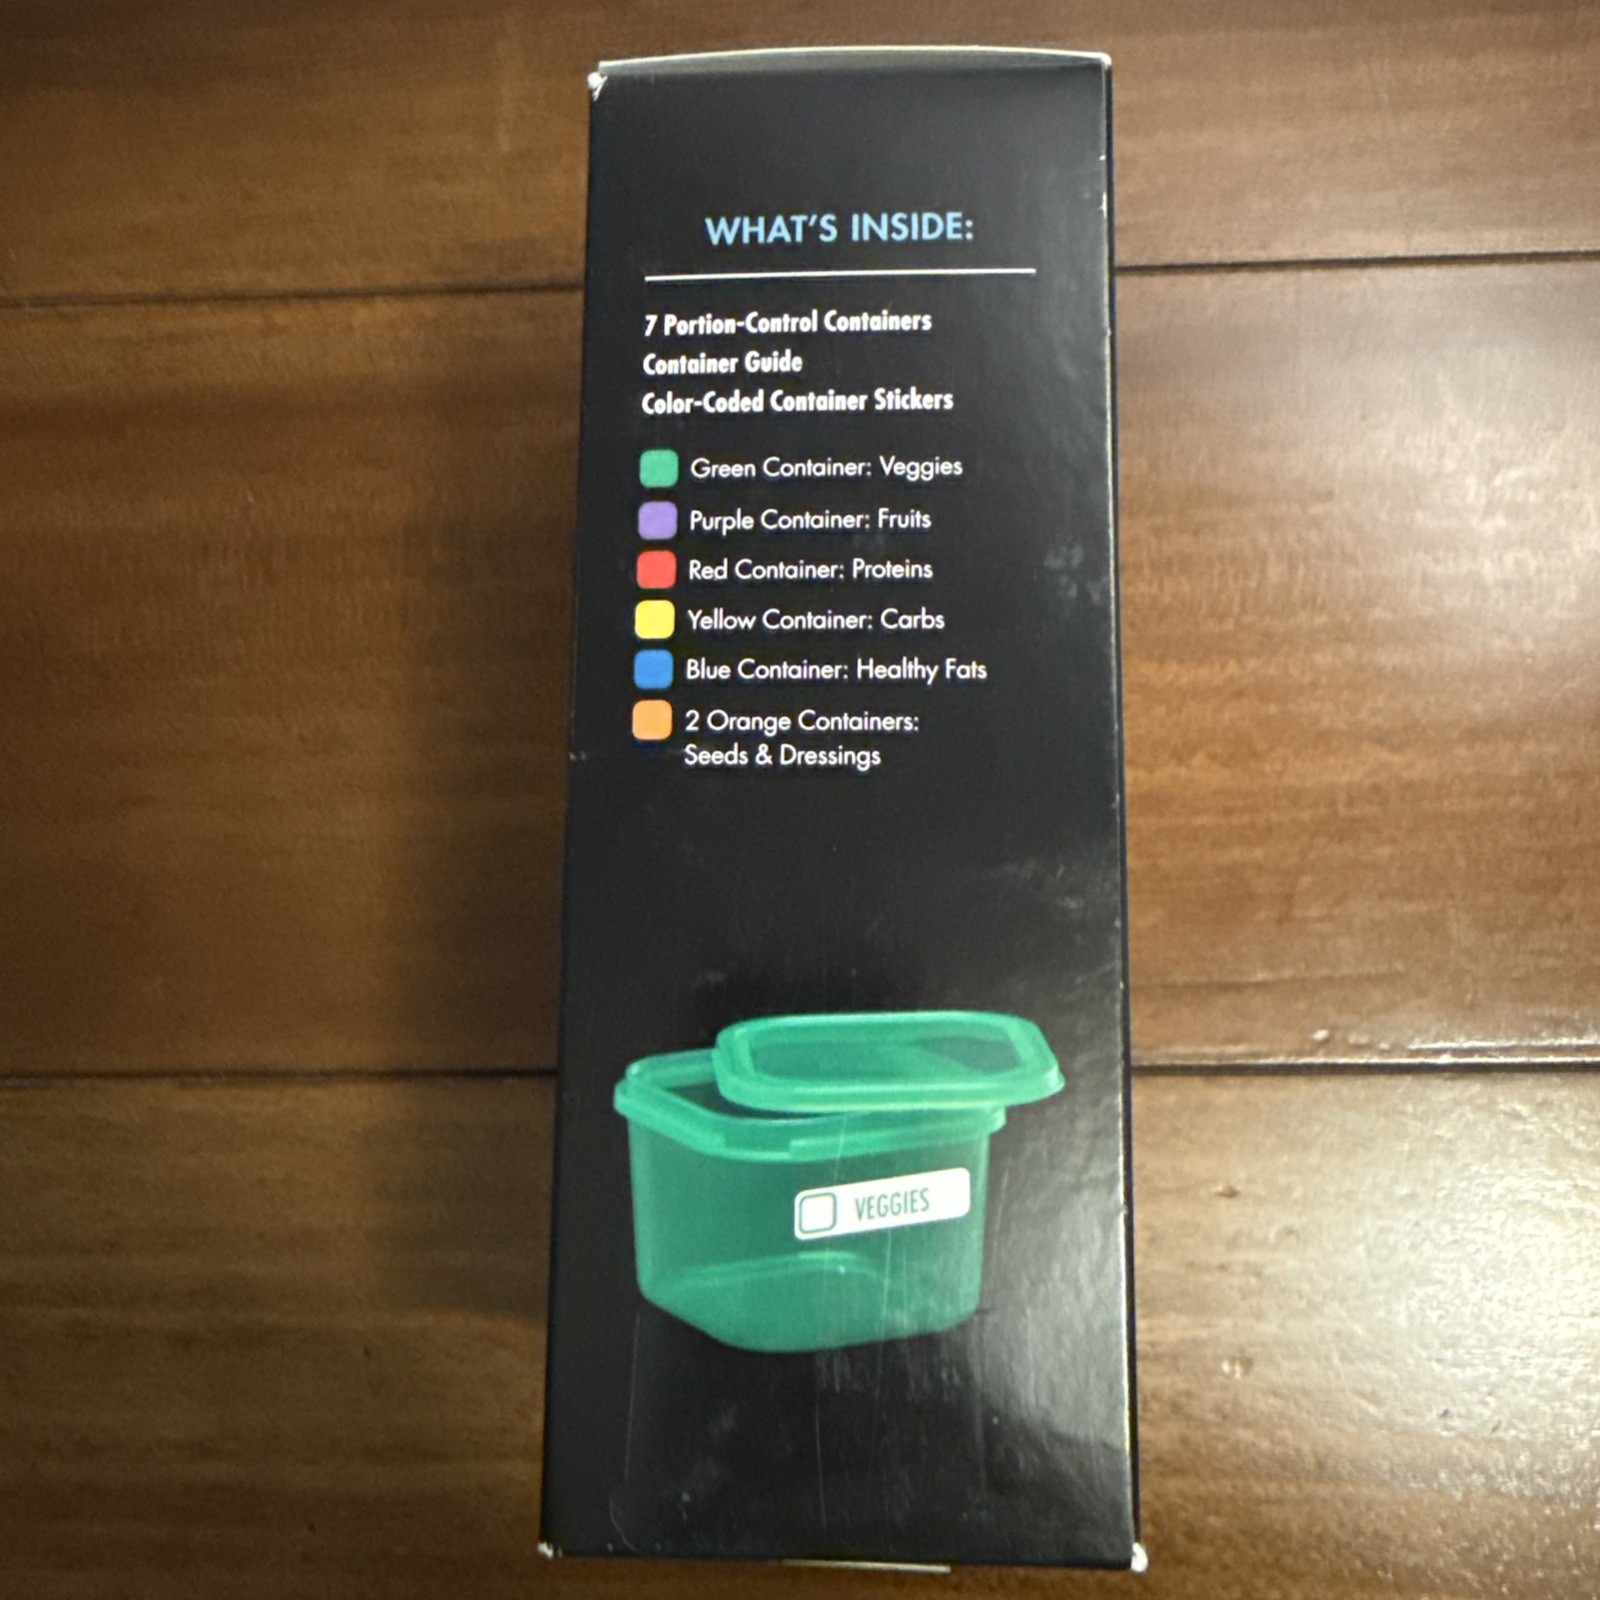 WHAT'S INSIDE:
7 Portion-Control Containers
Container Guide
Color-Coded Container Stickers
Green Container: Veggies
Purple Container: Fruits
Red Container: Proteins
Yellow Container: Carbs
Blue Container: Healthy Fats
2 Orange Containers:
Seeds & Dressings
VEGGIES